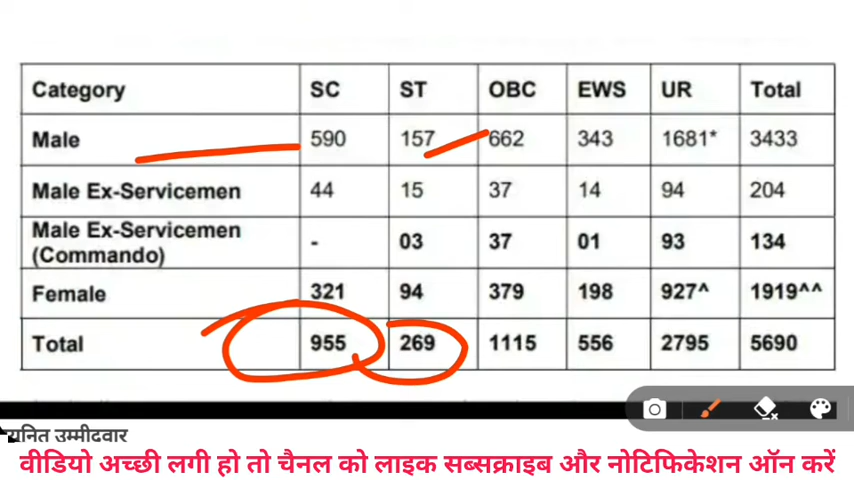 Category SC ST OBC EWS UR Total
Male 590 157 662 343 1681* 3433
Male Ex-Servicemen 44 15 37 14 94 204
Male Ex-Servicemen
(Commando) - 03 37 01 93 134
Female 321 94 379 198 927^ 1919^^
Total 955 269 1115 556 2795 5690
उम्मीदवार
वीडियो अच्छी लगी हो तो चैनल को लाइक सब्सक्राइब और नोटिफिकेशन ऑन करें